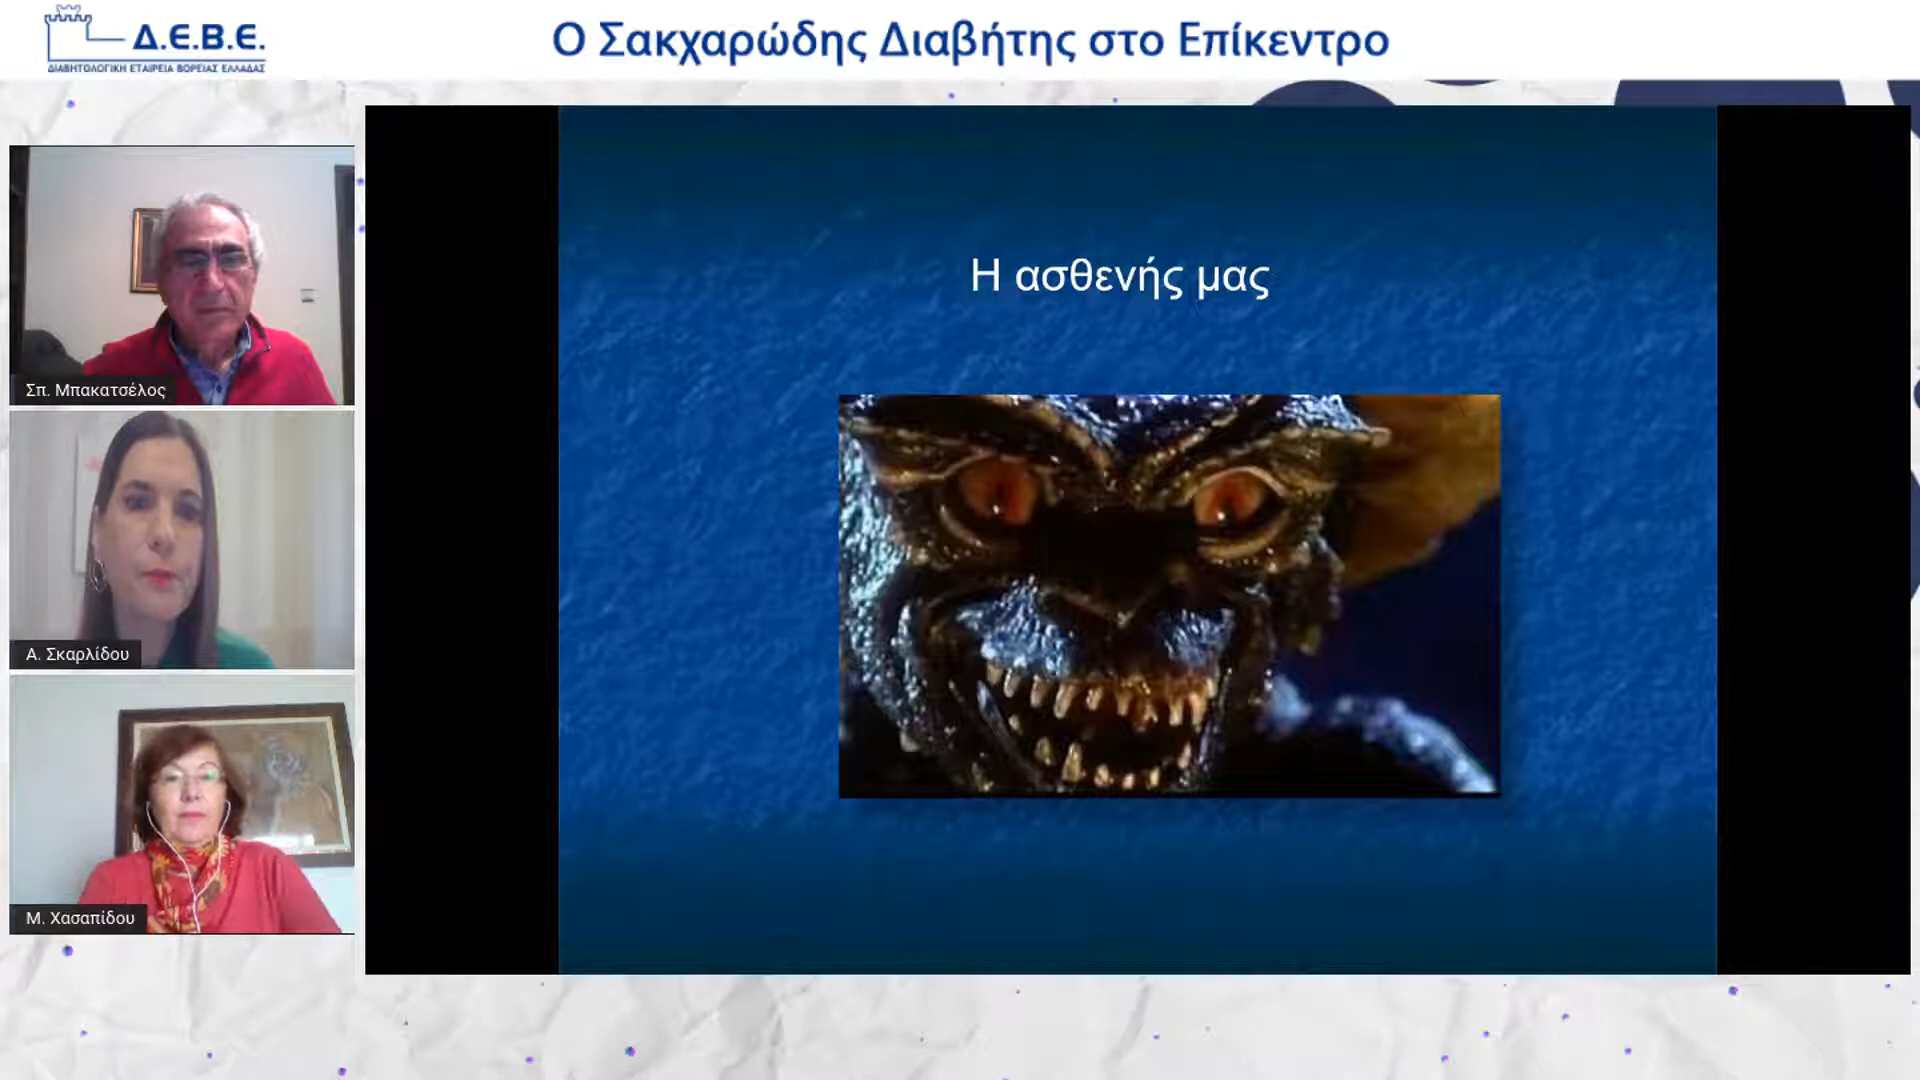 Δ.Ε.Β.Ε.
ΔΙΑΒΗΤΟΛΟΓΙΚΗ ΕΤΑΙΡΕΙΑ ΒΟΡΕΙΑΣ ΕΛΛΑΔΑΣ
Ο Σακχαρώδης Διαβήτης στο Επίκεντρο
Σπ. Μπακατσέλος
Α. Σκαρλίδου
Μ. Χασαπίδου
Η ασθενής μας